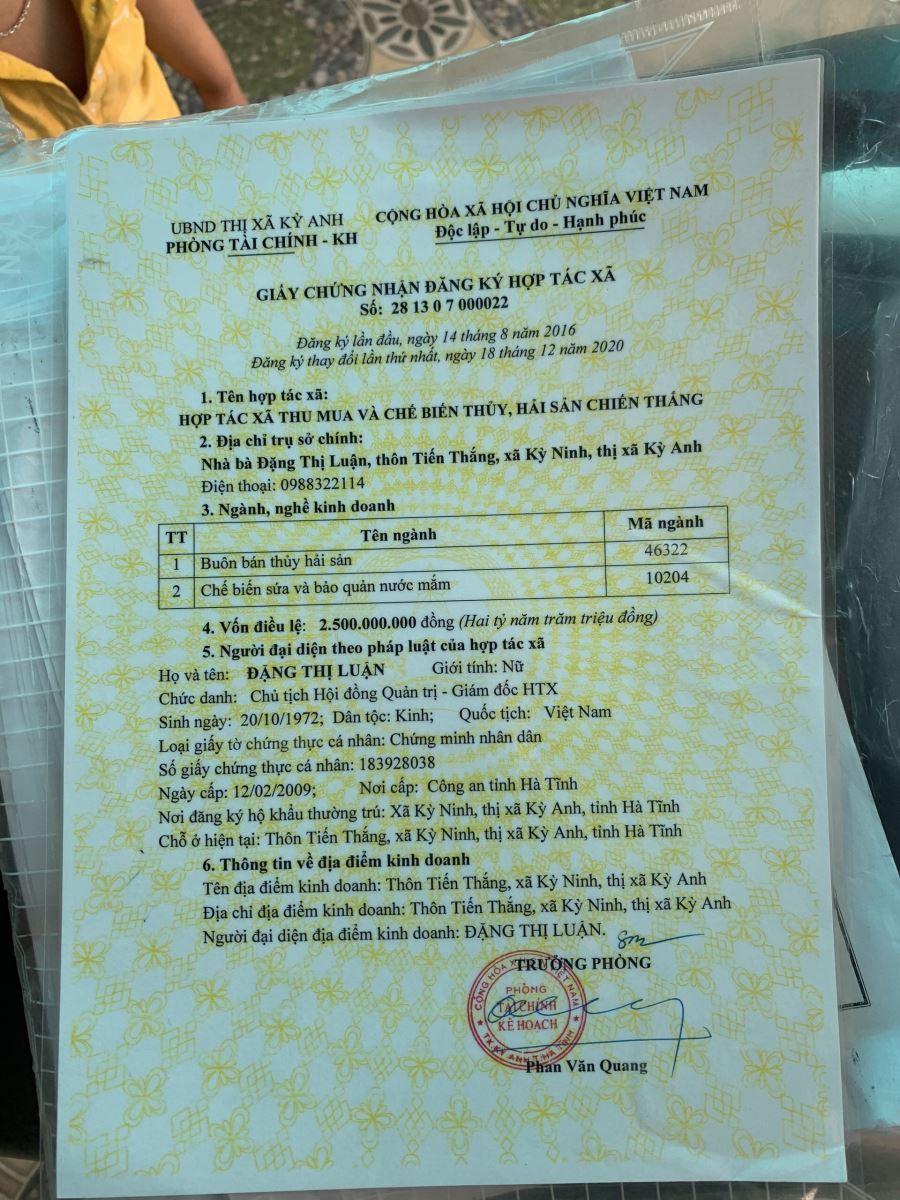 UBND THỊ XÃ KỲ ANH
PHÒNG TÀI CHÍNH - KH
CỘNG HÒA XÃ HỘI CHỦ NGHĨA VIỆT NAM
Độc lập - Tự do - Hạnh phúc
GIẤY CHỨNG NHẬN ĐĂNG KÝ HỢP TÁC XÃ
Số: 28 13 0 7 000022
Đăng ký lần đầu, ngày 14 tháng 8 năm 2016
Đăng ký thay đổi lần thứ nhất, ngày 18 tháng 12 năm 2020
1. Tên hợp tác xã:
HỢP TÁC XÃ THU MUA VÀ CHẾ BIẾN THỦY, HẢI SẢN CHIẾN THẮNG
2. Địa chỉ trụ sở chính:
Nhà bà Đặng Thị Luận, thôn Tiến Thắng, xã Kỳ Ninh, thị xã Kỳ Anh
Điện thoại: 0988322114
3. Ngành, nghề kinh doanh
TT Tên ngành Mã ngành
1 Buôn bán thủy hải sản 46322
2 Chế biến sứa và bảo quản nước mắm 10204
4. Vốn điều lệ: 2.500.000.000 đồng (Hai tỷ năm trăm triệu đồng)
5. Người đại diện theo pháp luật của hợp tác xã
Họ và tên: ĐẶNG THỊ LUẬN Giới tính: Nữ
Chức danh: Chủ tịch Hội đồng Quản trị - Giám đốc HTX
Sinh ngày: 20/10/1972; Dân tộc: Kinh; Quốc tịch: Việt Nam
Loại giấy tờ chứng thực cá nhân: Chứng minh nhân dân
Số giấy chứng thực cá nhân: 183928038
Ngày cấp: 12/02/2009; Nơi cấp: Công an tỉnh Hà Tĩnh
Nơi đăng ký hộ khẩu thường trú: Xã Kỳ Ninh, thị xã Kỳ Anh, tỉnh Hà Tĩnh
Chỗ ở hiện tại: Thôn Tiến Thắng, xã Kỳ Ninh, thị xã Kỳ Anh, tỉnh Hà Tĩnh
6. Thông tin về địa điểm kinh doanh
Tên địa điểm kinh doanh: Thôn Tiến Thắng, xã Kỳ Ninh, thị xã Kỳ Anh
Địa chỉ địa điểm kinh doanh: Thôn Tiến Thắng, xã Kỳ Ninh, thị xã Kỳ Anh
Người đại diện địa điểm kinh doanh: ĐẶNG THỊ LUẬN.
TRƯỞNG PHÒNG
PHÒNG
TÀI CHÍNH
KẾ HOẠCH
Phan Văn Quang